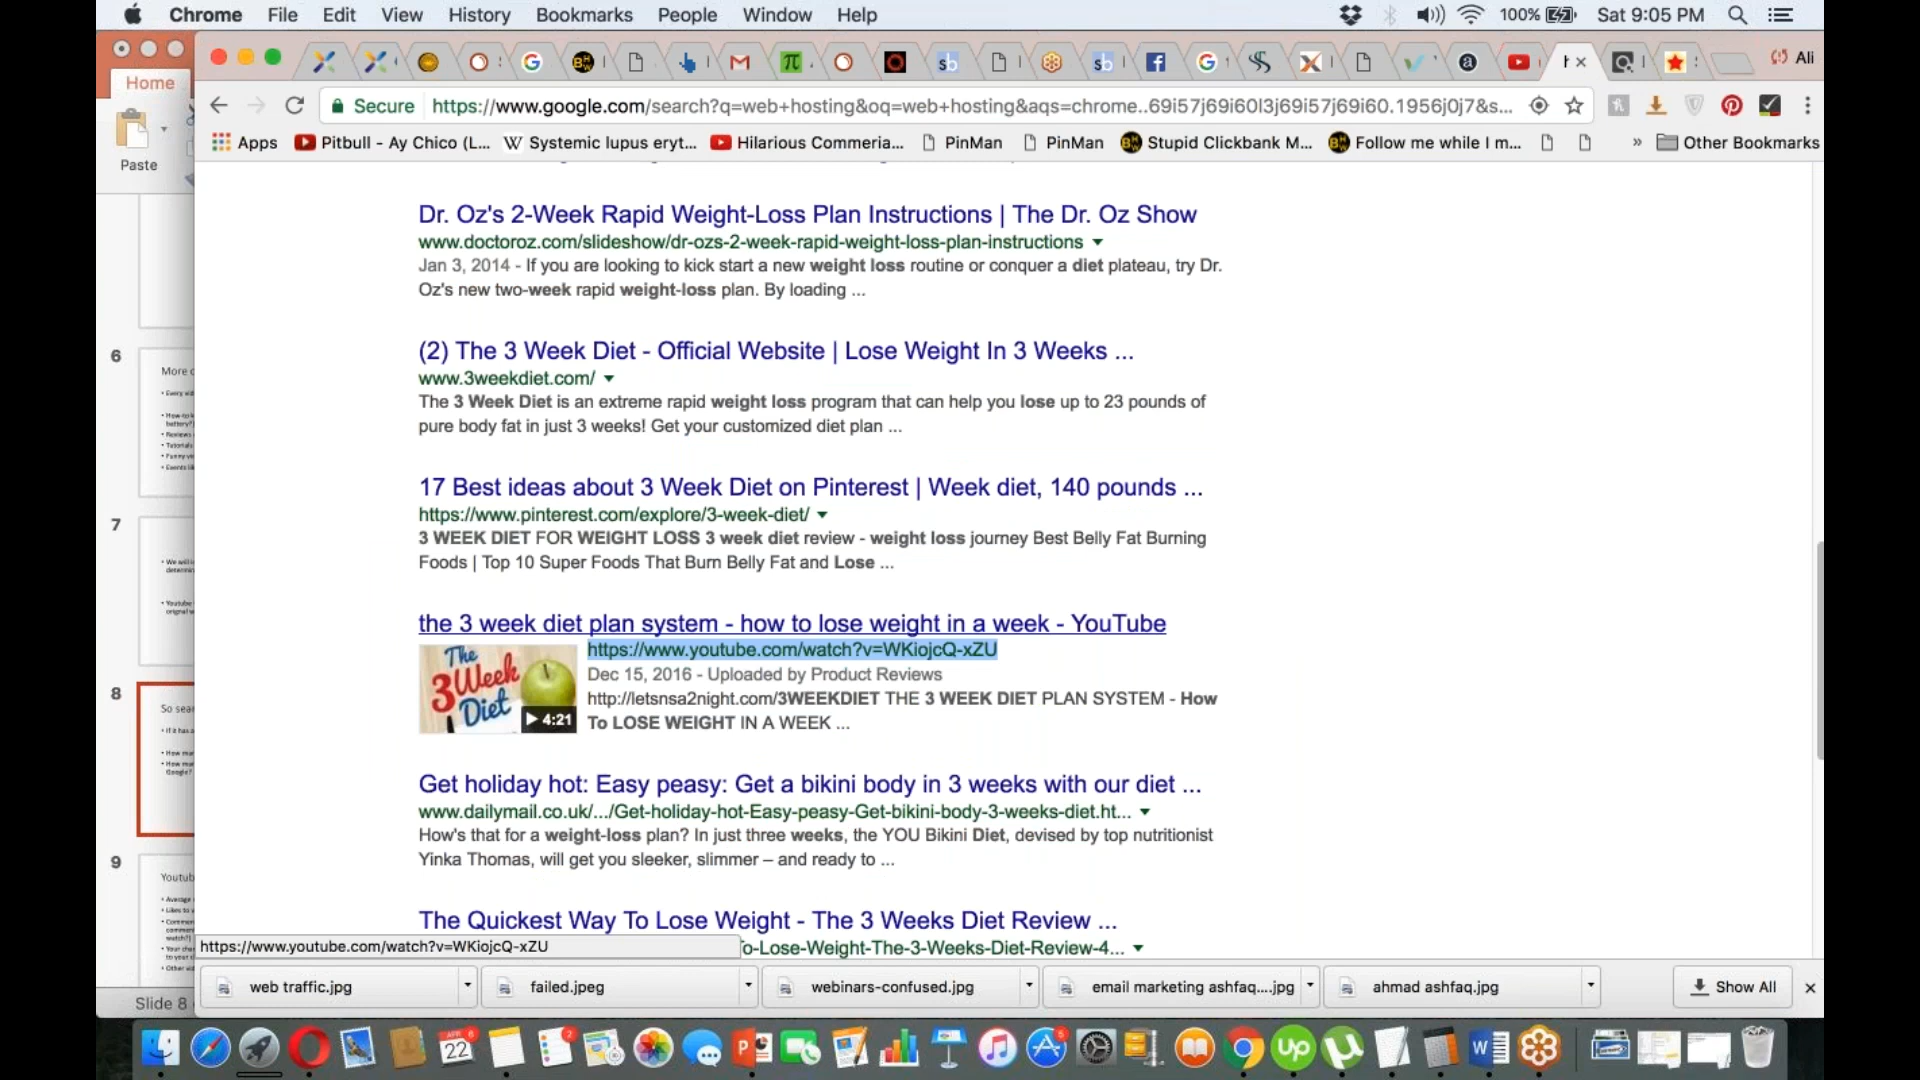 Chrome File Edit View History Bookmarks People Window Help 100% Sat 9:05 PM
Home
Paste
Ali
Secure https://www.google.com/search?q=web+hosting&oq=web+hosting&aqs=chrome..69i57j69i60l3j69i57j69i60.1956j0j7&s...
Apps Pitbull - Ay Chico (L... Systemic lupus eryt... Hilarious Commeria... PinMan PinMan Stupid Clickbank M... Follow me while I m... » Other Bookmarks
Dr. Oz's 2-Week Rapid Weight-Loss Plan Instructions | The Dr. Oz Show
www.doctoroz.com/slideshow/dr-ozs-2-week-rapid-weight-loss-plan-instructions
Jan 3, 2014 - If you are looking to kick start a new weight loss routine or conquer a diet plateau, try Dr.
Oz's new two-week rapid weight-loss plan. By loading ...
(2) The 3 Week Diet - Official Website | Lose Weight In 3 Weeks ...
www.3weekdiet.com/
The 3 Week Diet is an extreme rapid weight loss program that can help you lose up to 23 pounds of
pure body fat in just 3 weeks! Get your customized diet plan ...
17 Best ideas about 3 Week Diet on Pinterest | Week diet, 140 pounds ...
https://www.pinterest.com/explore/3-week-diet/
3 WEEK DIET FOR WEIGHT LOSS 3 week diet review - weight loss journey Best Belly Fat Burning
Foods | Top 10 Super Foods That Burn Belly Fat and Lose ...
the 3 week diet plan system - how to lose weight in a week - YouTube
https://www.youtube.com/watch?v=WKiojcQ-xZU
Dec 15, 2016 - Uploaded by Product Reviews
http://letsnsa2night.com/3WEEKDIET THE 3 WEEK DIET PLAN SYSTEM - How
To LOSE WEIGHT IN A WEEK ...
The
3 Week
Diet
4:21
Get holiday hot: Easy peasy: Get a bikini body in 3 weeks with our diet ...
www.dailymail.co.uk/.../Get-holiday-hot-Easy-peasy-Get-bikini-body-3-weeks-diet.ht...
How's that for a weight-loss plan? In just three weeks, the YOU Bikini Diet, devised by top nutritionist
Yinka Thomas, will get you sleeker, slimmer – and ready to ...
The Quickest Way To Lose Weight - The 3 Weeks Diet Review ...
https://www.youtube.com/watch?v=WKiojcQ-xZU
o-Lose-Weight-The-3-Weeks-Diet-Review-4...
6
More
7
8
So
9
Slide 8
web traffic.jpg failed.jpeg webinars-confused.jpg email marketing ashfaq....jpg ahmad ashfaq.jpg Show All
22
Up